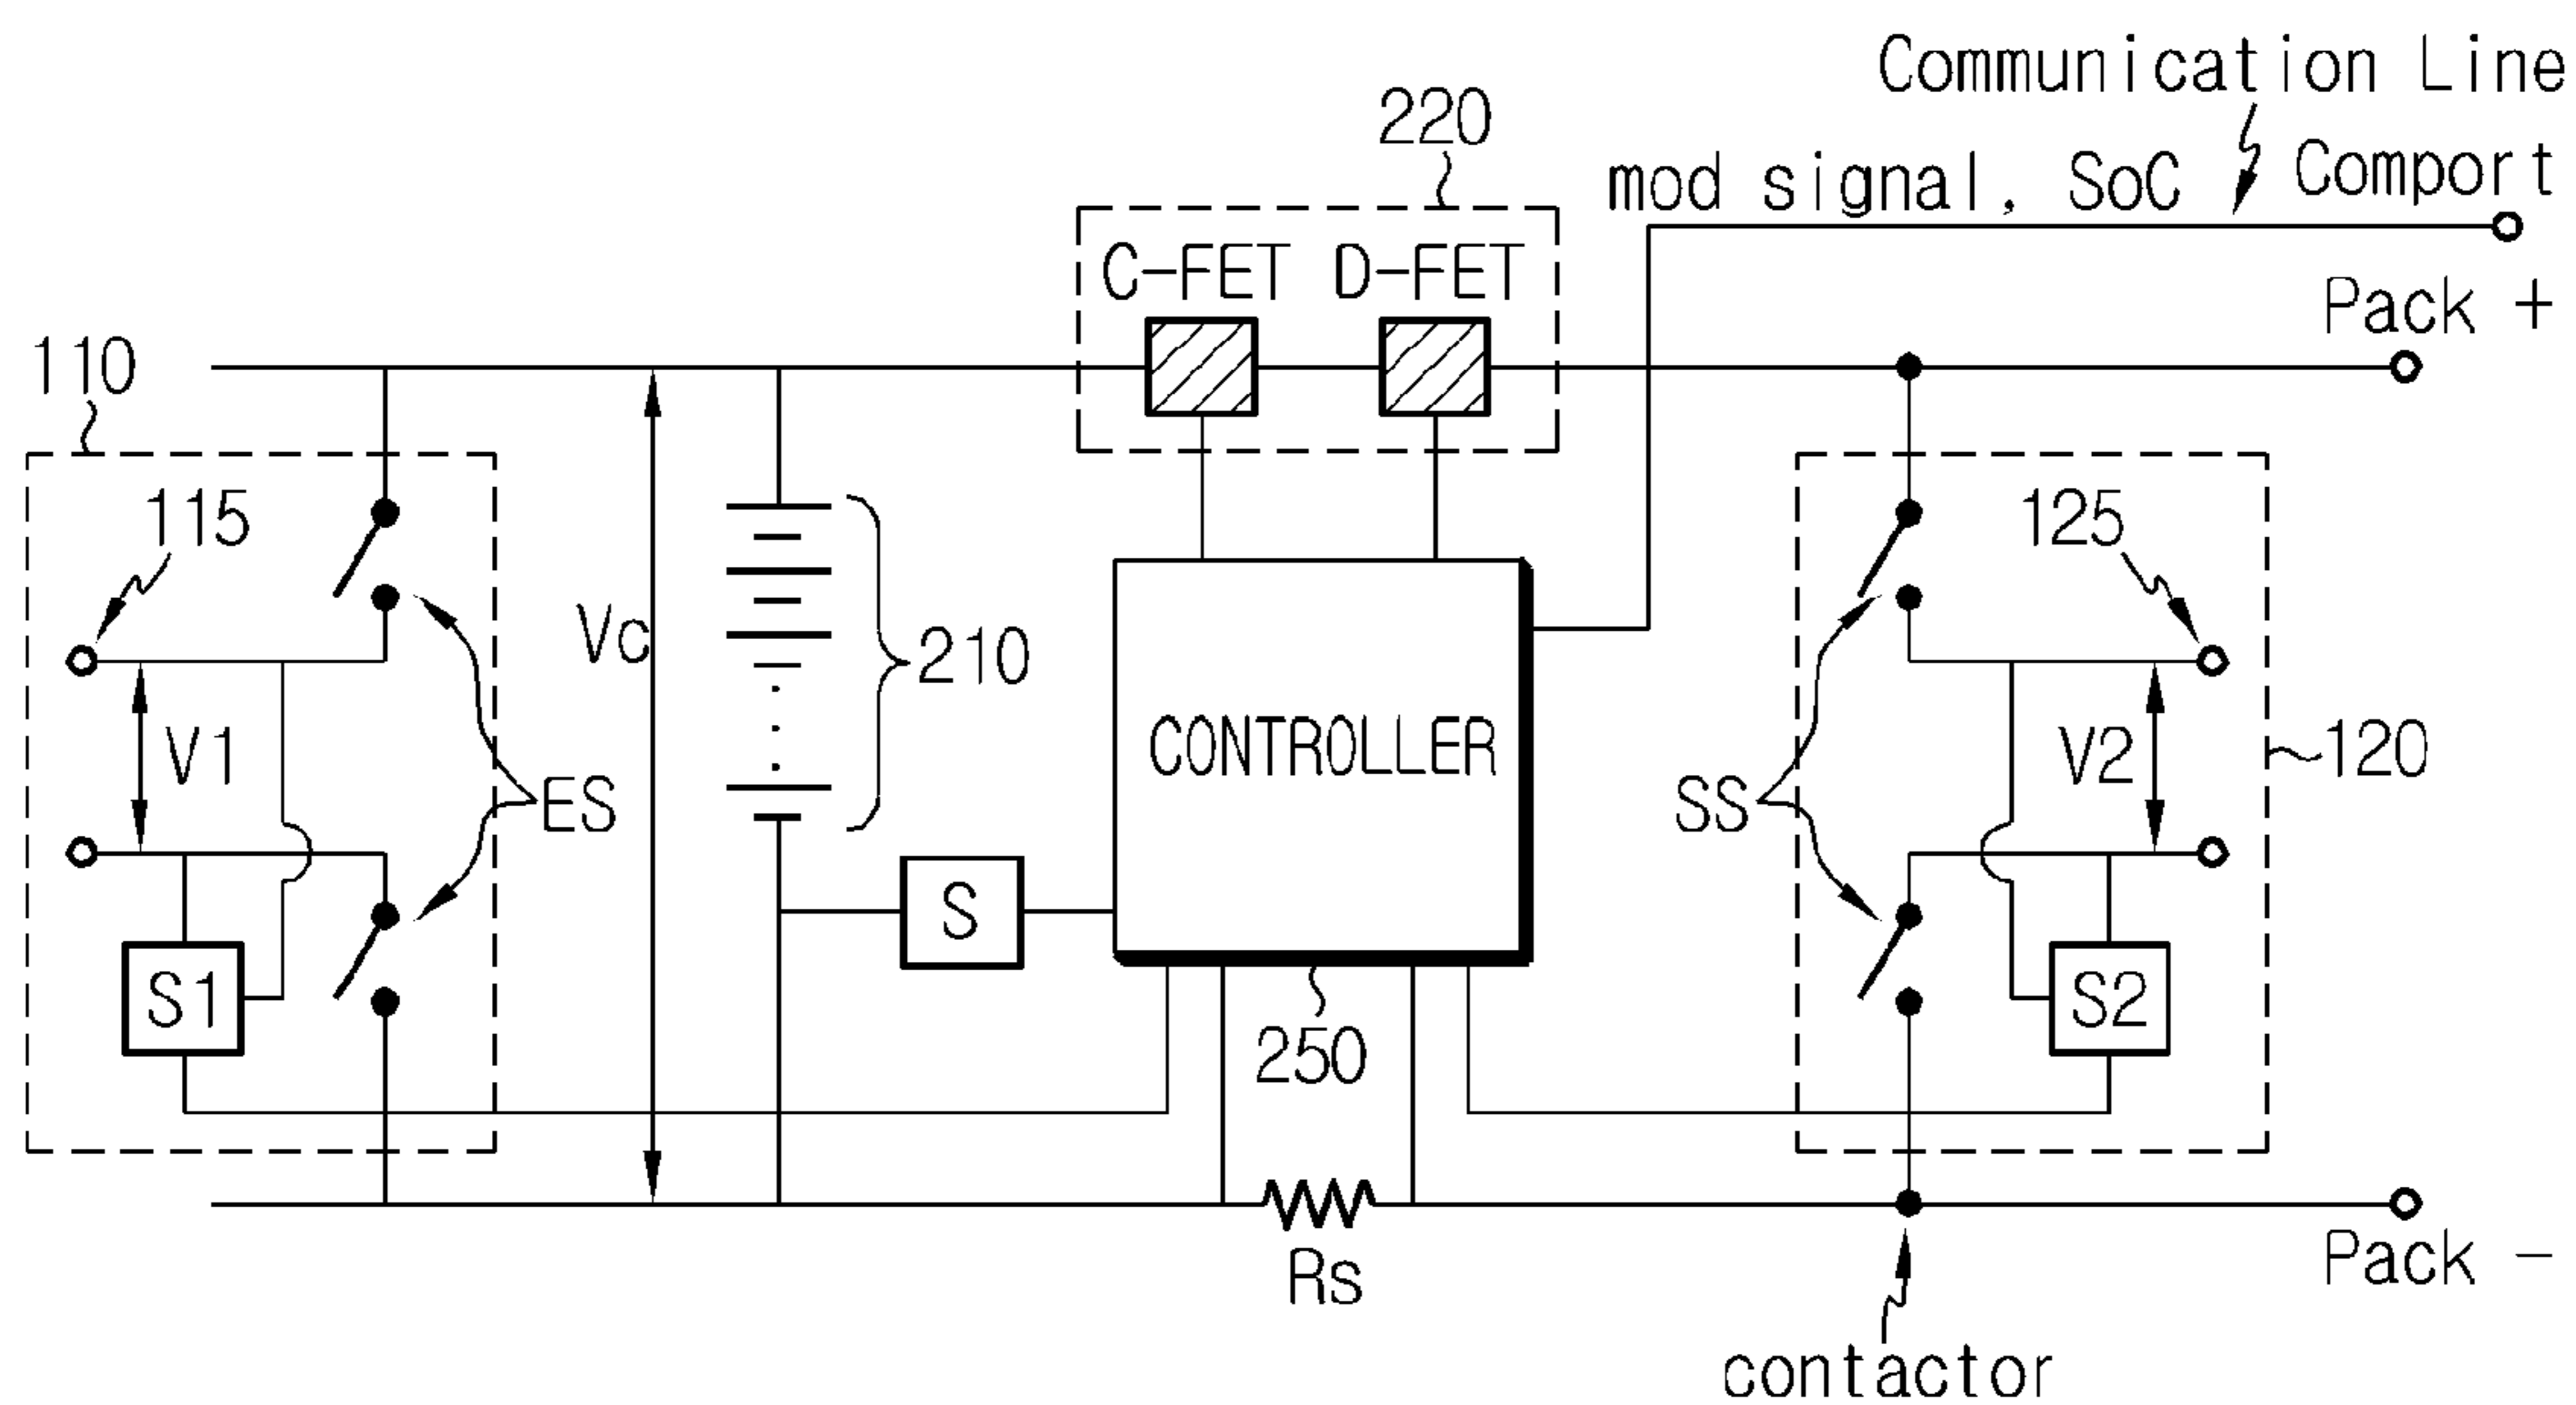 Communication Line
220
mod signal, SoC
Comport
C-FET
D-FET
Pack +
110
115
125
Vc
210
V1
CONTROLLER
V2
120
ES
SS
S
S1
S2
250
Rs
Pack -
contactor